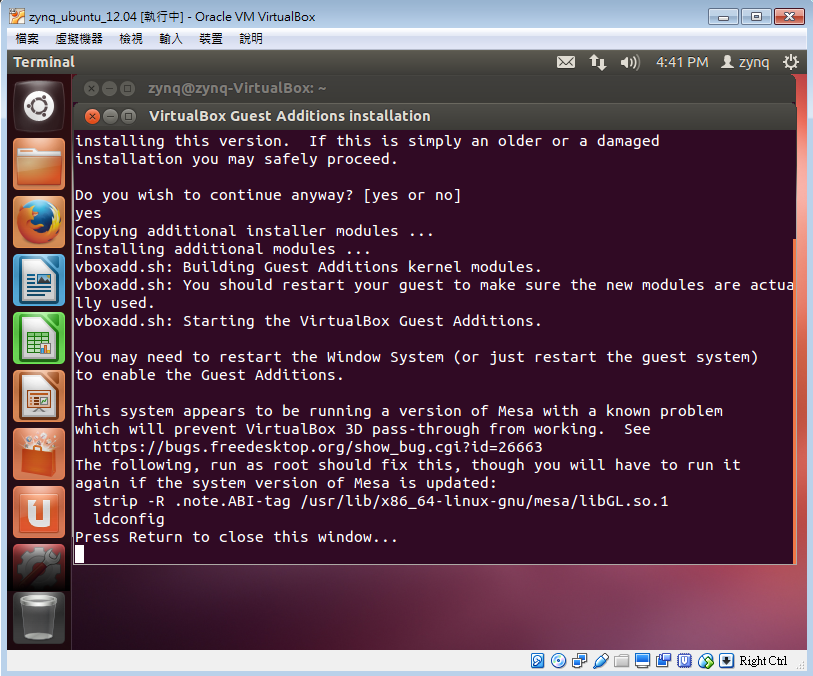 zynq_ubuntu_12.04 [執行中] - Oracle VM VirtualBox
檔案 虛擬機器 檢視 輸入 裝置 說明
Terminal 4:41 PM zynq
zynq@zynq-VirtualBox: ~
VirtualBox Guest Additions installation
installing this version.  If this is simply an older or a damaged
installation you may safely proceed.
Do you wish to continue anyway? [yes or no]
yes
Copying additional installer modules ...
Installing additional modules ...
vboxadd.sh: Building Guest Additions kernel modules.
vboxadd.sh: You should restart your guest to make sure the new modules are actua
lly used.
vboxadd.sh: Starting the VirtualBox Guest Additions.
You may need to restart the Window System (or just restart the guest system)
to enable the Guest Additions.
This system appears to be running a version of Mesa with a known problem
which will prevent VirtualBox 3D pass-through from working.  See
  https://bugs.freedesktop.org/show_bug.cgi?id=26663
The following, run as root should fix this, though you will have to run it
again if the system version of Mesa is updated:
  strip -R .note.ABI-tag /usr/lib/x86_64-linux-gnu/mesa/libGL.so.1
  ldconfig
Press Return to close this window...
Right Ctrl